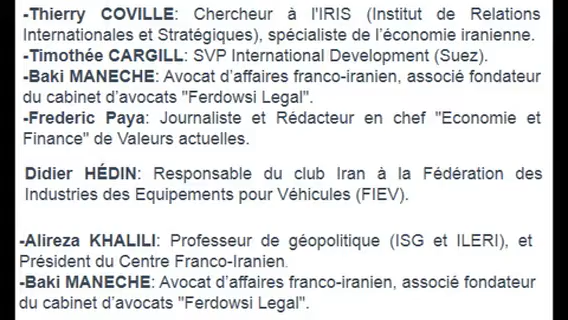 -Thierry COVILLE: Chercheur à l'IRIS (Institut de Relations
Internationales et Stratégiques), spécialiste de l'économie iranienne.
-Timothée CARGILL: SVP International Development (Suez).
-Baki MANECHE: Avocat d'affaires franco-iranien, associé fondateur
du cabinet d'avocats "Ferdowsi Legal".
-Frederic Paya: Journaliste et Rédacteur en chef "Economie et
Finance" de Valeurs actuelles.
Didier HÉDIN: Responsable du club Iran à la Fédération des
Industries des Equipements pour Véhicules (FIEV).
-Alireza KHALILI: Professeur de géopolitique (ISG et ILERI), et
Président du Centre Franco-Iranien.
-Baki MANECHE: Avocat d'affaires franco-iranien, associé fondateur
du cabinet d'avocats "Ferdowsi Legal".